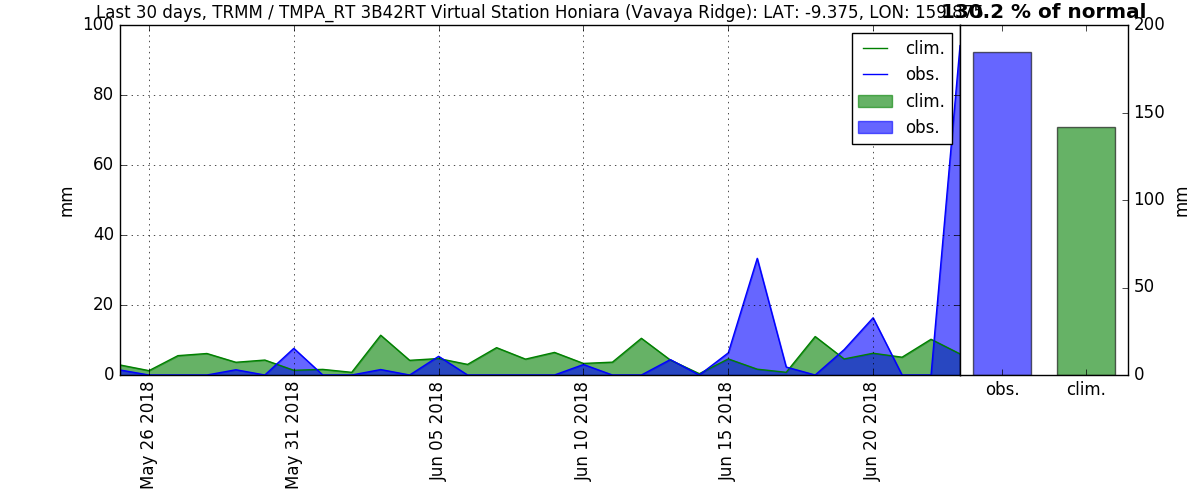 Last 30 days, TRMM / TMPA_RT 3B42RT Virtual Station Honiara (Vavaya Ridge): LAT: -9.375, LON:
130.2 % of normal
100
80
60
40
20
0
mm
clim.
obs.
clim.
obs.
200
150
100
50
0
mm
obs.
clim.
May 26 2018
May 31 2018
Jun 05 2018
Jun 10 2018
Jun 15 2018
Jun 20 2018